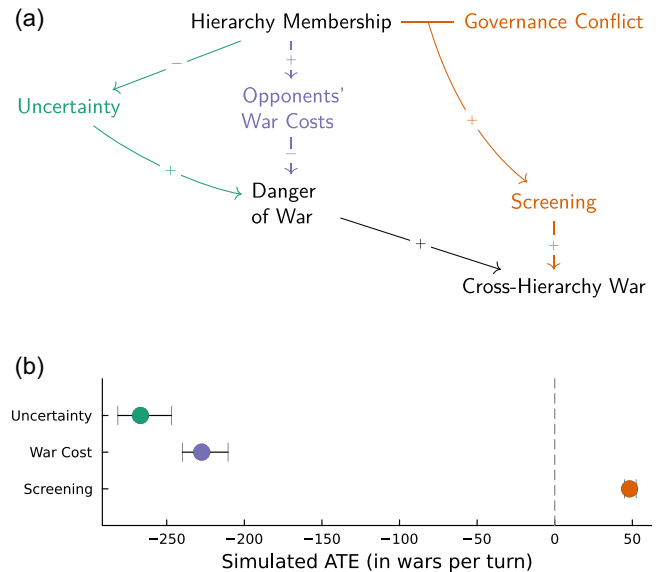 (a)
Hierarchy Membership
Governance Conflict
−
+
Uncertainty
Opponents'
War Costs
+
+
−
Danger
of War
Screening
+
+
Cross-Hierarchy War
(b)
Uncertainty
War Cost
Screening
−250
−200
−150
−100
−50
0
50
Simulated ATE (in wars per turn)